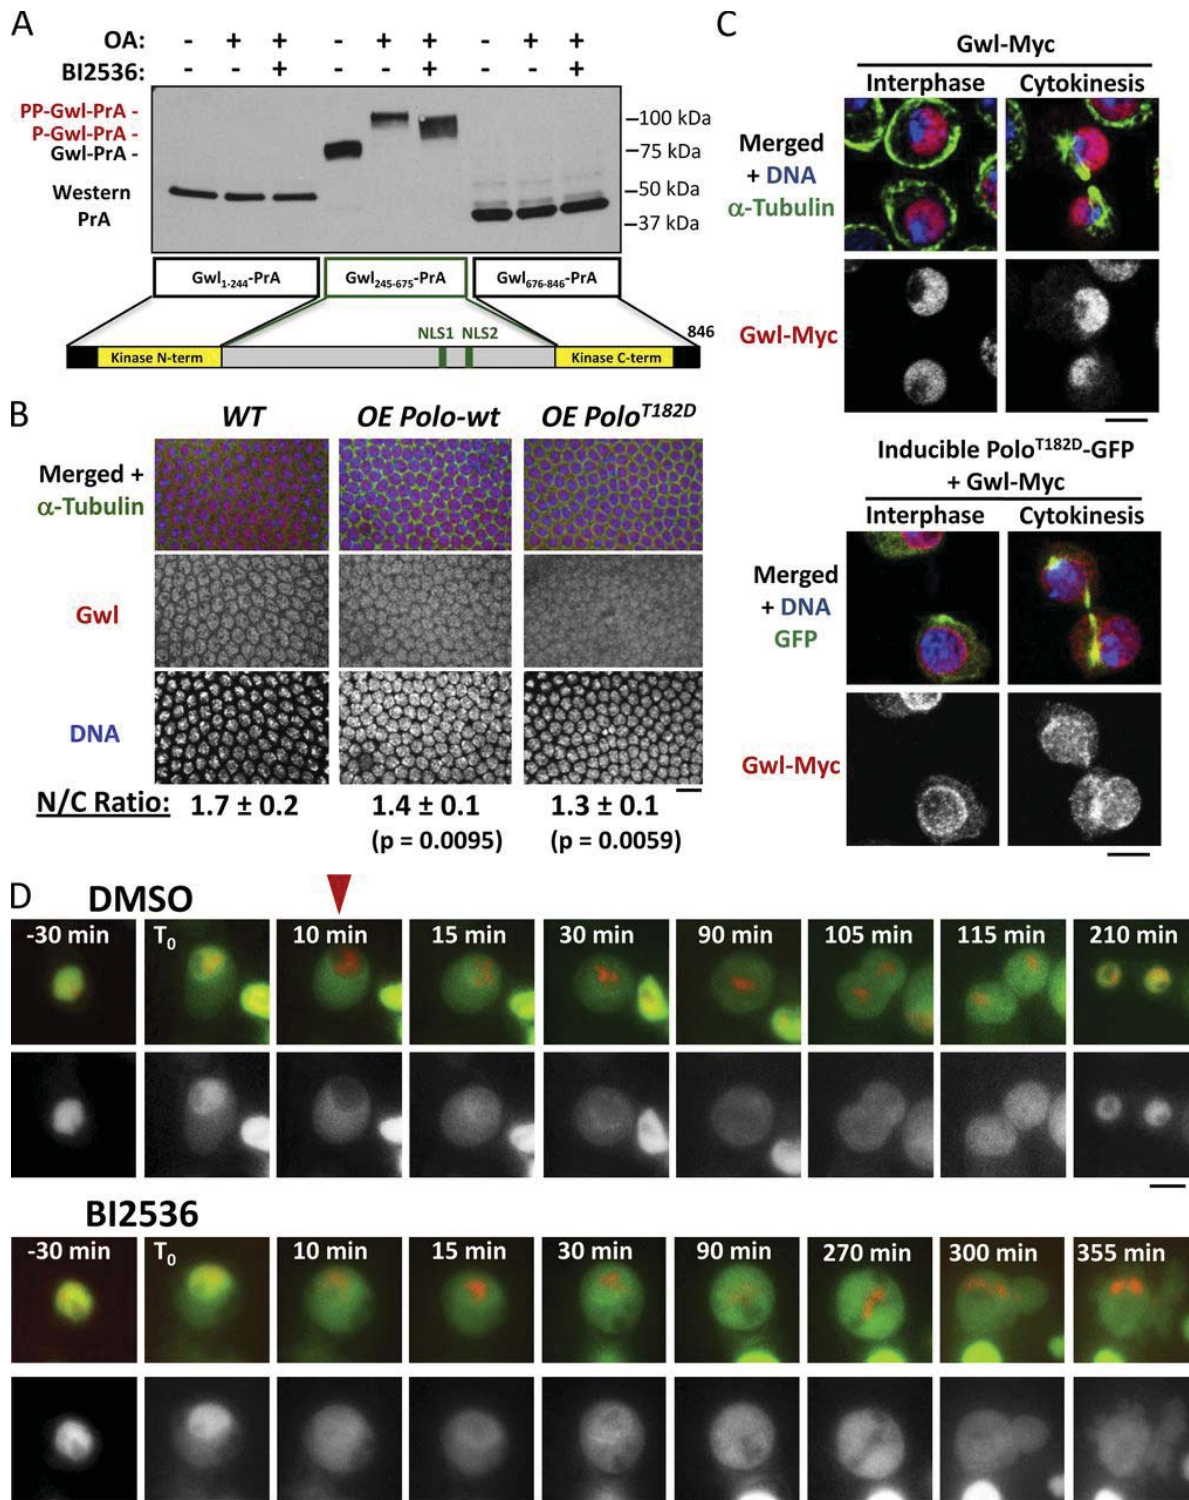 A
OA: - + + - + + - + +
BI2536: - - + - - + - - +
PP-Gwl-PrA -
P-Gwl-PrA -
Gwl-PrA -
Western
PrA
–100 kDa
–75 kDa
–50 kDa
–37 kDa
Gwl1-244-PrA Gwl245-675-PrA Gwl676-846-PrA
NLS1 NLS2 846
Kinase N-term Kinase C-term
B
WT OE Polo-wt OE Polo^T182D
Merged +
α-Tubulin
Gwl
DNA
N/C Ratio: 1.7 ± 0.2 1.4 ± 0.1 1.3 ± 0.1
(p = 0.0095) (p = 0.0059)
C
Gwl-Myc
Interphase Cytokinesis
Merged
+ DNA
α-Tubulin
Gwl-Myc
Inducible Polo^T182D-GFP
+ Gwl-Myc
Interphase Cytokinesis
Merged
+ DNA
GFP
Gwl-Myc
D
DMSO
-30 min T0 10 min 15 min 30 min 90 min 105 min 115 min 210 min
BI2536
-30 min T0 10 min 15 min 30 min 90 min 270 min 300 min 355 min